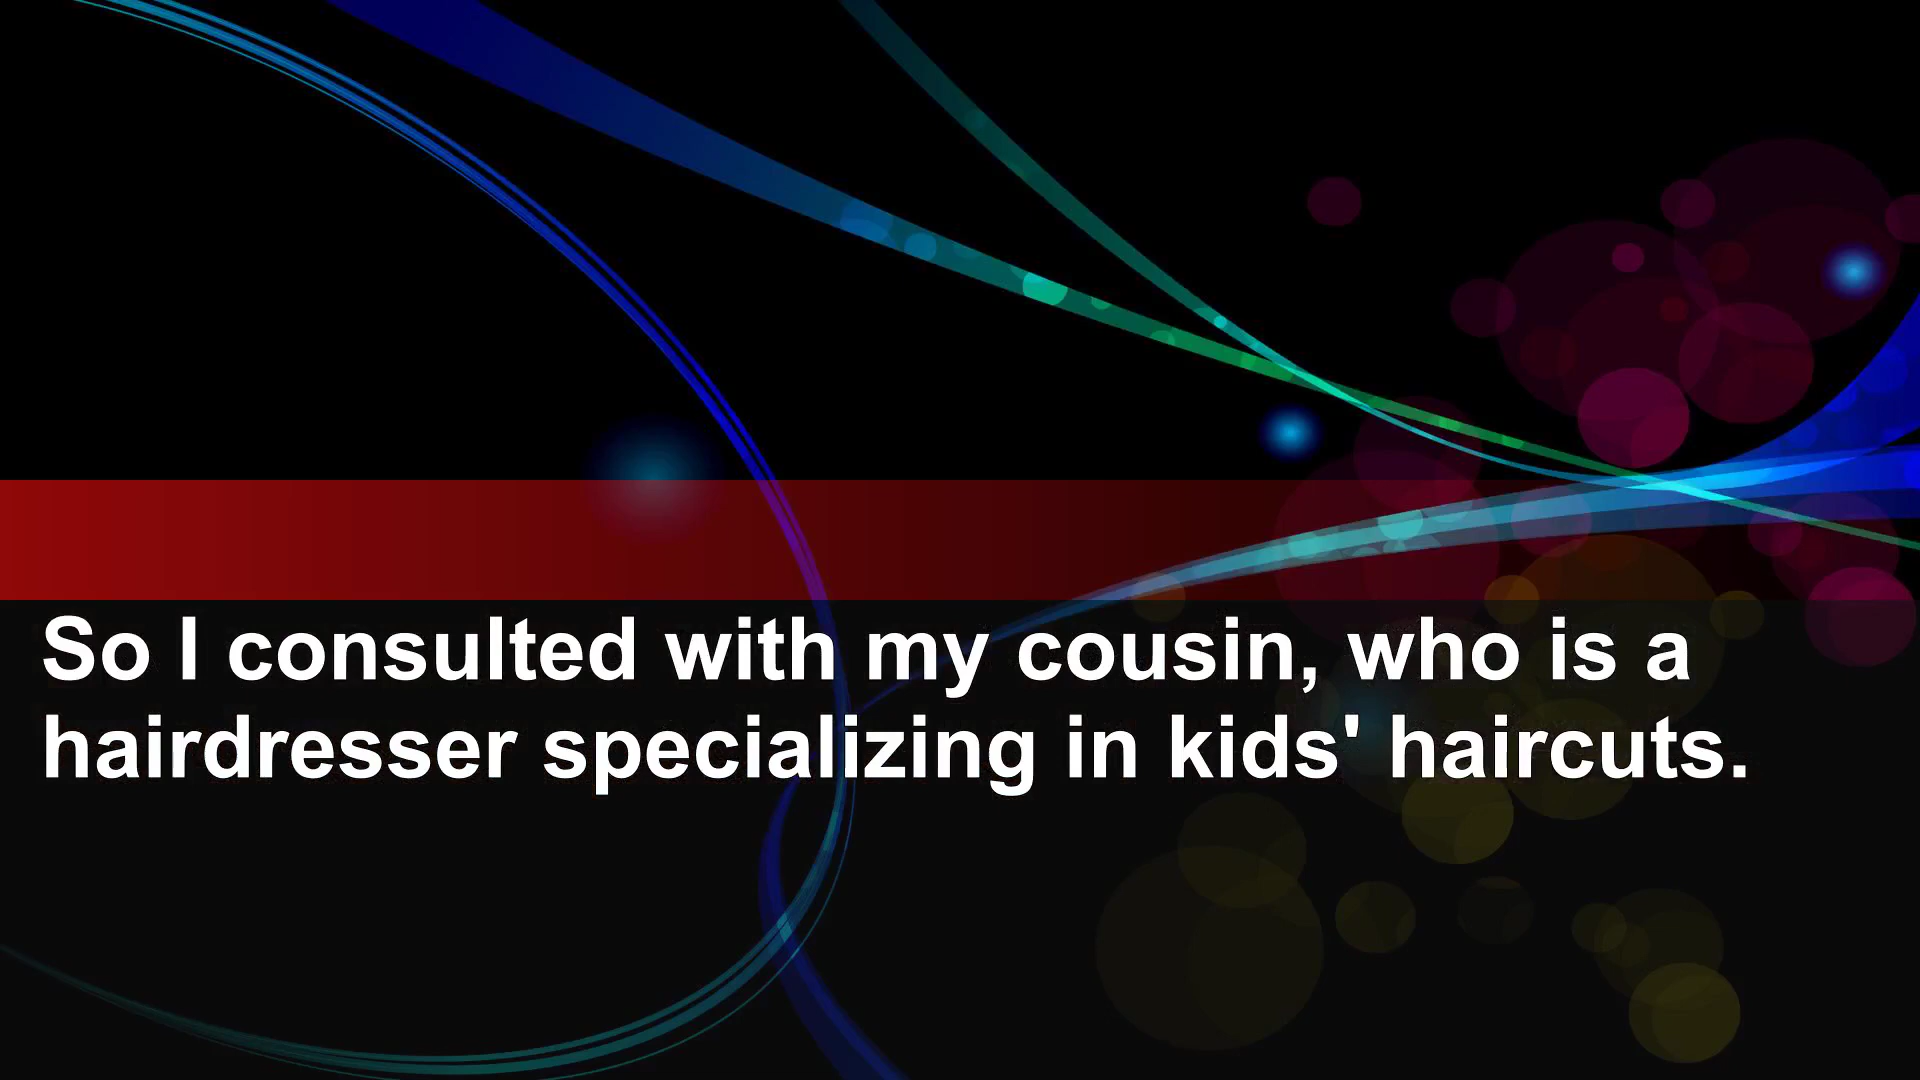 So I consulted with my cousin, who is a
hairdresser specializing in kids' haircuts.